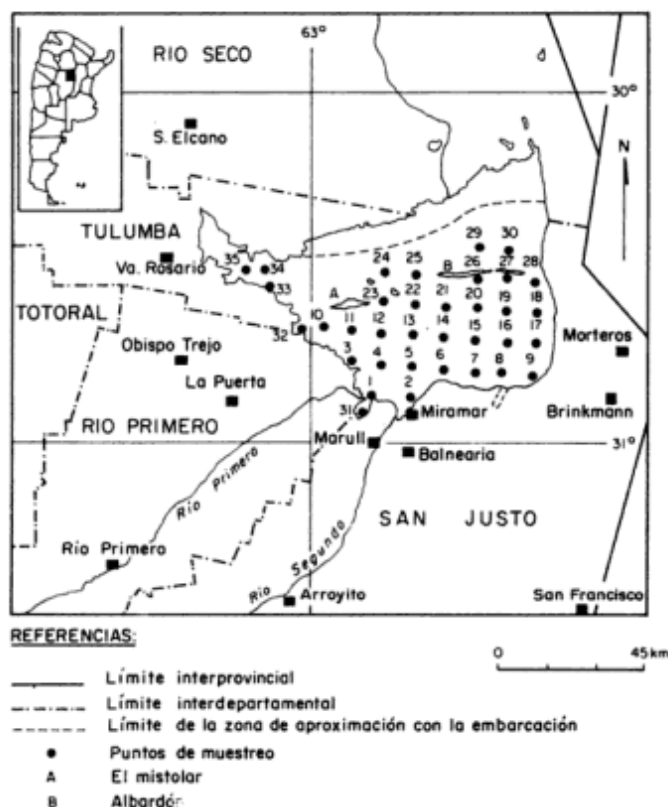 63°
RIO SECO
30°
S. Elcano
N
TULUMBA
Va. Rosario
35 34
33
29 30
24 25 B 26 27 28
A 23 22 21 20 19 18
TOTORAL
32 10 11 12 13 14 15 16 17
Morteros
Obispo Trejo
3 4 5 6 7 8 9
La Puerta
1 2
31 Miramar
Brinkmann
RIO PRIMERO
Marull
31°
Balnearia
Río Primero
SAN JUSTO
Río Segundo
Río Primero
Arroyito
San Francisco
REFERENCIAS:
0 45 km
Límite interprovincial
Límite interdepartamental
Límite de la zona de aproximación con la embarcación
Puntos de muestreo
A El mistolar
B Albardón